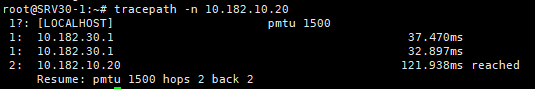 root@SRV30-1:~# tracepath -n 10.182.10.20
1?: [LOCALHOST] pmtu 1500
1: 10.182.30.1 37.470ms
1: 10.182.30.1 32.897ms
2: 10.182.10.20 121.938ms reached
Resume: pmtu 1500 hops 2 back 2